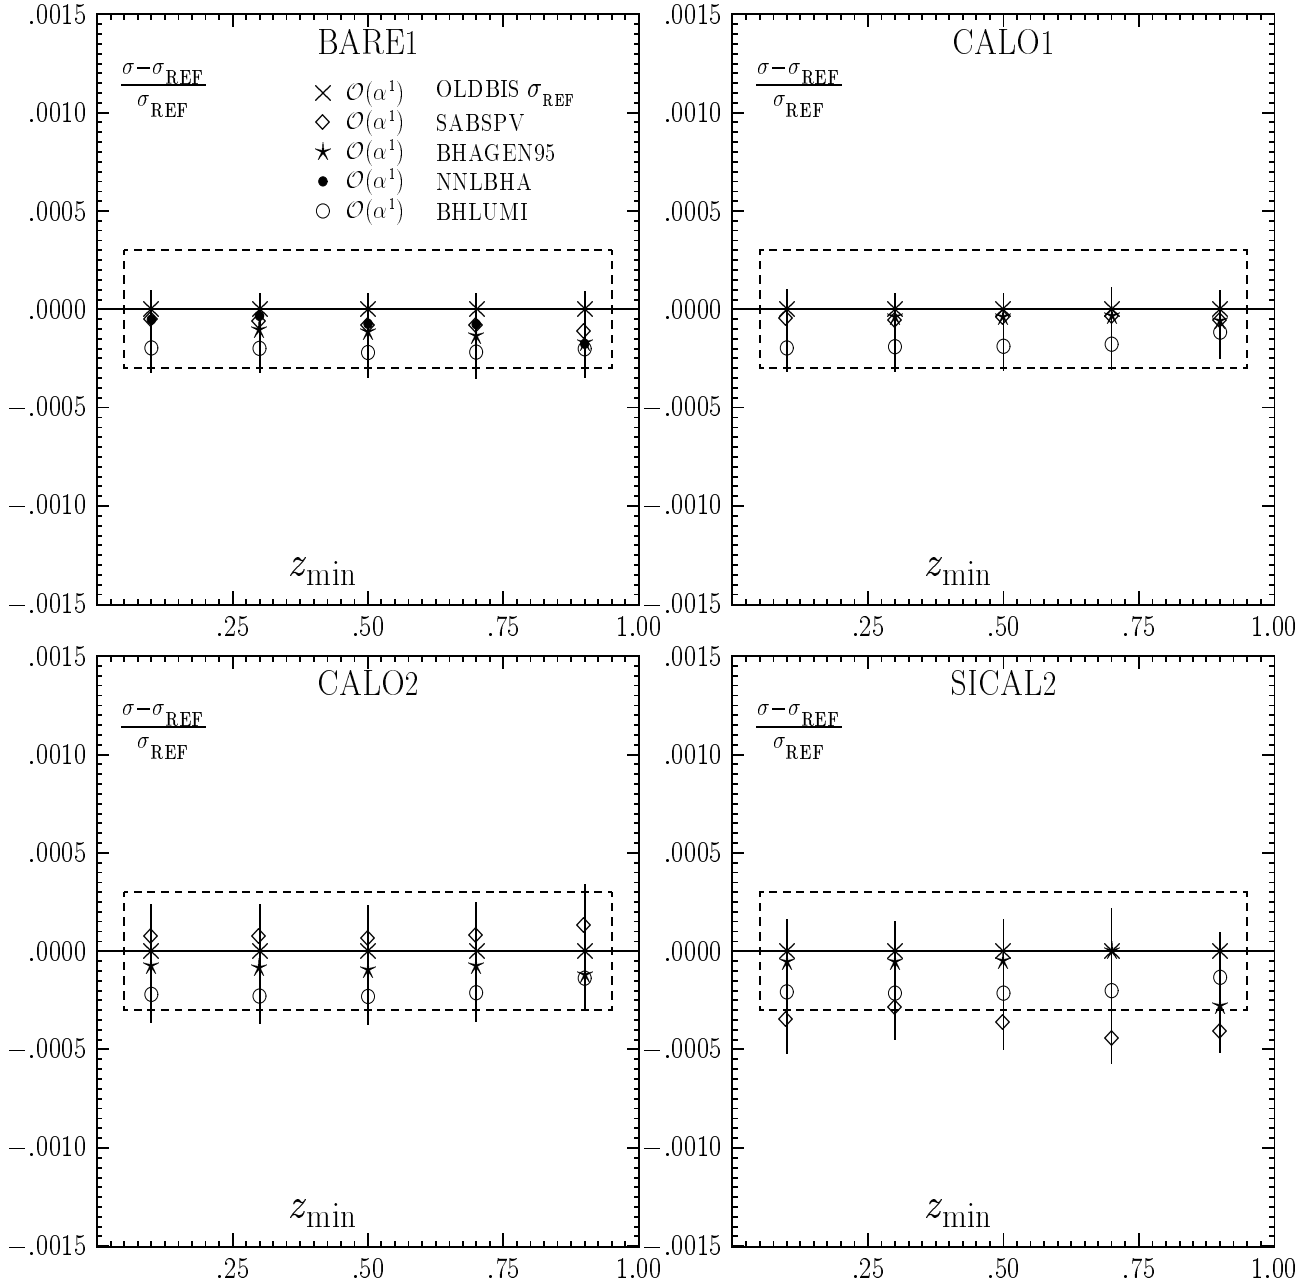 BARE1
σ−σREF
σREF
× O(α¹) OLDBIS σREF
◇ O(α¹) SABSPV
★ O(α¹) BHAGEN95
● O(α¹) NNLBHA
○ O(α¹) BHLUMI
.0015
.0010
.0005
.0000
−.0005
−.0010
−.0015
zmin
.25 .50 .75 1.00
CALO1
σ−σREF
σREF
.0015
.0010
.0005
.0000
−.0005
−.0010
−.0015
zmin
.25 .50 .75 1.00
CALO2
σ−σREF
σREF
.0015
.0010
.0005
.0000
−.0005
−.0010
−.0015
zmin
.25 .50 .75 1.00
SICAL2
σ−σREF
σREF
.0015
.0010
.0005
.0000
−.0005
−.0010
−.0015
zmin
.25 .50 .75 1.00